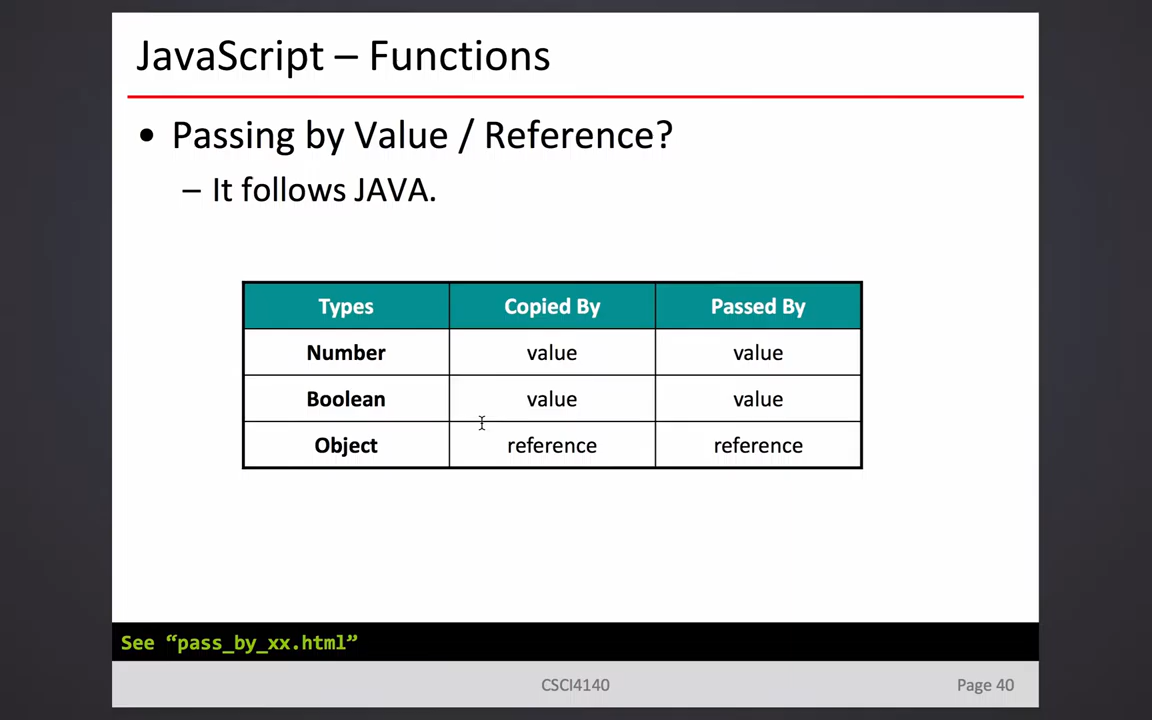 JavaScript – Functions
• Passing by Value / Reference?
– It follows JAVA.
Types Copied By Passed By
Number value value
Boolean value value
Object reference reference
See “pass_by_xx.html”
CSCI4140 Page 40